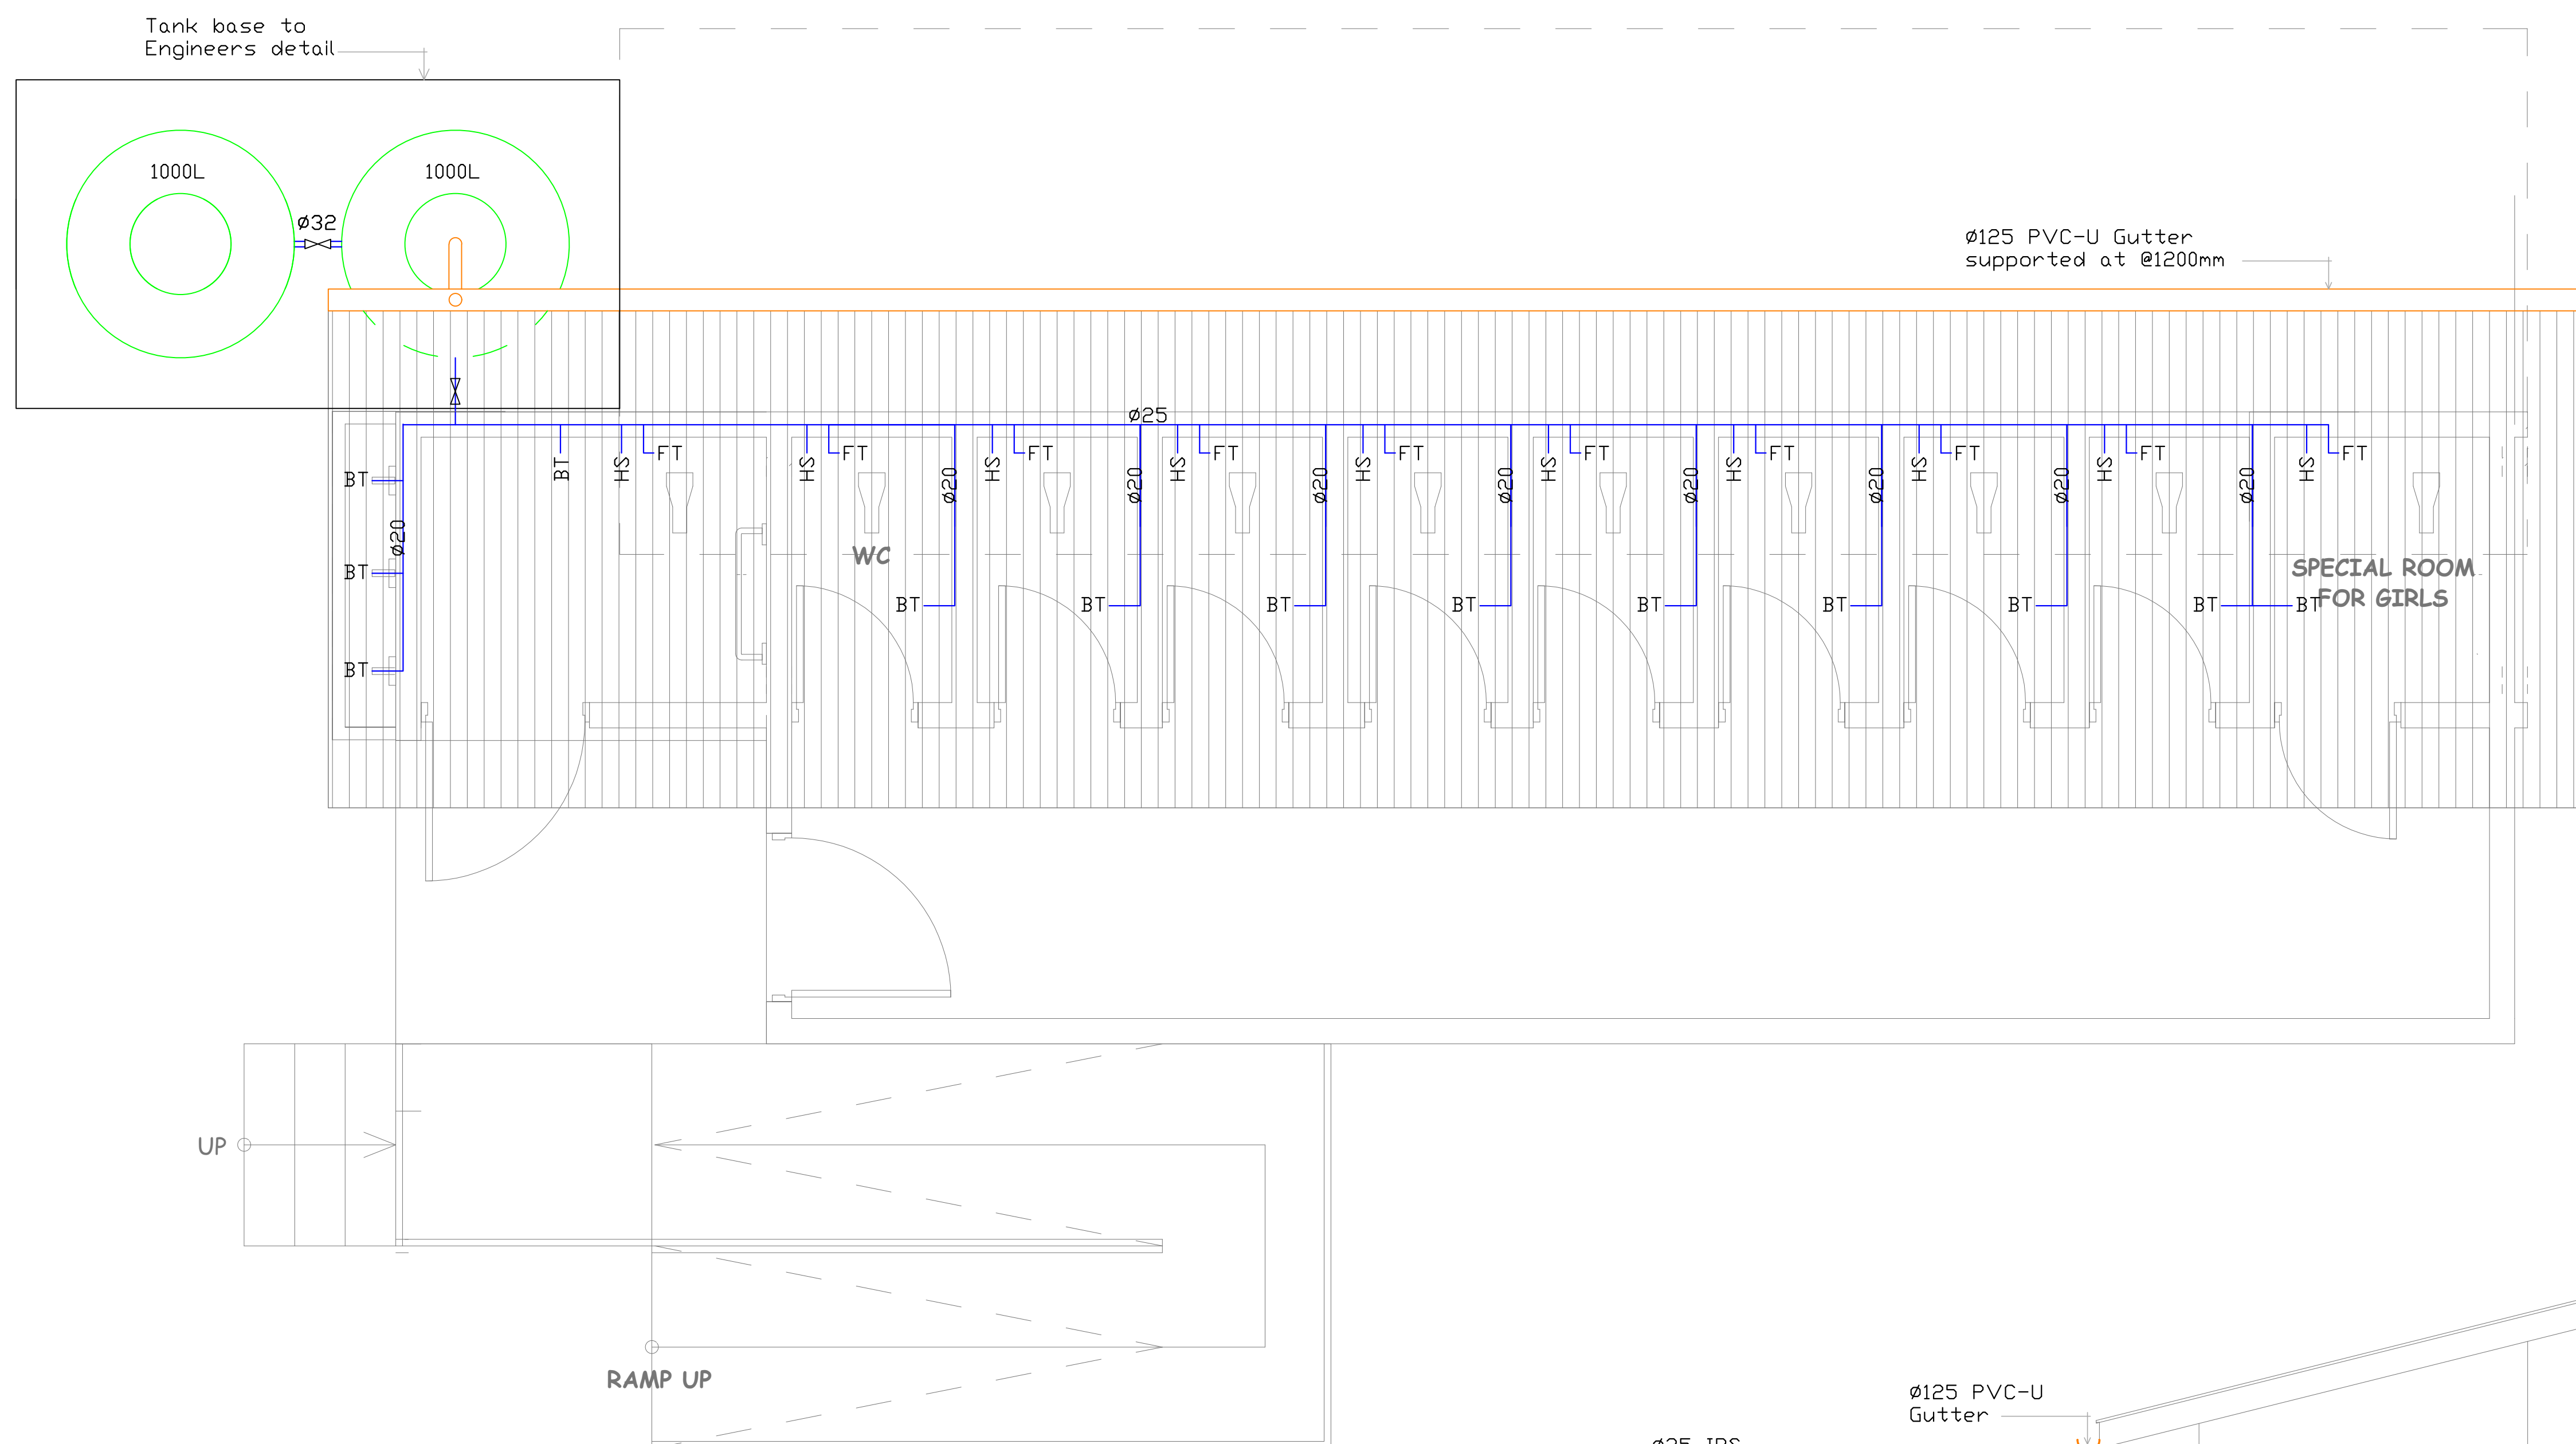 Tank base to
Engineers detail
1000L
1000L
Ø32
Ø125 PVC-U Gutter
supported at @1200mm
Ø25
BT
BT
HS
FT
HS
FT
HS
FT
HS
FT
HS
FT
HS
FT
HS
FT
HS
FT
HS
FT
HS
FT
Ø20
Ø20
Ø20
Ø20
Ø20
Ø20
Ø20
Ø20
Ø20
WC
SPECIAL ROOM
FOR GIRLS
BT
BT
BT
BT
BT
BT
BT
BT
BT
BT
BT
UP
RAMP UP
Ø125 PVC-U
Gutter